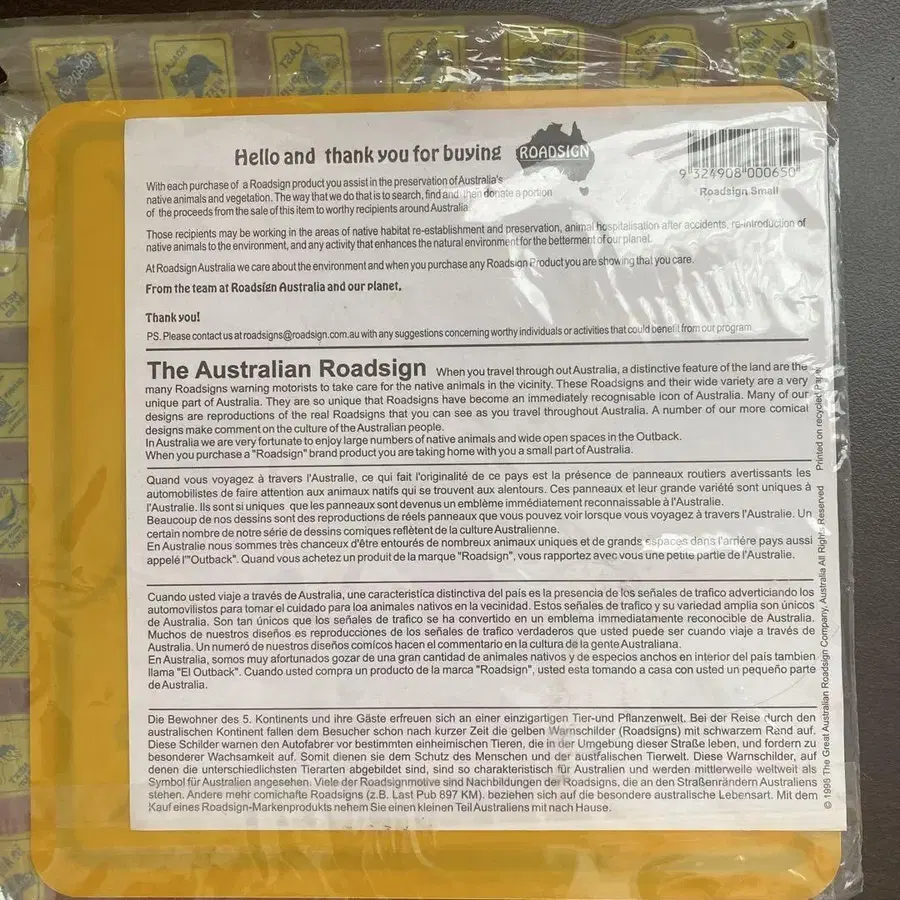 Hello and thank you for buying
ROADSIGN
9 324908 000650
Roadsign Small
With each purchase of a Roadsign product you assist in the preservation of Australia's
native animals and vegetation. The way that we do that is to search, find and then donate a portion
of the proceeds from the sale of this item to worthy recipients around Australia.
Those recipients may be working in the areas of native habitat re-establishment and preservation, animal hospitalisation after accidents, re-introduction of
native animals to the environment, and any activity that enhances the natural environment for the betterment of our planet.
At Roadsign Australia we care about the environment and when you purchase any Roadsign Product you are showing that you care.
From the team at Roadsign Australia and our planet.
Thank you!
PS. Please contact us at roadsigns@roadsign.com.au with any suggestions concerning worthy individuals or activities that could benefit from our program
The Australian Roadsign When you travel through out Australia, a distinctive feature of the land are the
many Roadsigns warning motorists to take care for the native animals in the vicinity. These Roadsigns and their wide variety are a very
unique part of Australia. They are so unique that Roadsigns have become an immediately recognisable icon of Australia. Many of our
designs are reproductions of the real Roadsigns that you can see as you travel throughout Australia. A number of our more comical
designs make comment on the culture of the Australian people.
In Australia we are very fortunate to enjoy large numbers of native animals and wide open spaces in the Outback.
When you purchase a "Roadsign" brand product you are taking home with you a small part of Australia.
Quand vous voyagez à travers l'Australie, ce qui fait l'originalité de ce pays est la présence de panneaux routiers avertissants les
automobilistes de faire attention aux animaux natifs qui se trouvent aux alentours. Ces panneaux et leur grande variété sont uniques à
l'Australie. Ils sont si uniques que les panneaux sont devenus un emblème immédiatement reconnaissable à l'Australie.
Beaucoup de nos dessins sont des reproductions de réels panneaux que vous pouvez voir lorsque vous voyagez à travers l'Australie. Un
certain nombre de notre série de dessins comiques reflètent de la culture Australienne.
En Australie nous sommes très chanceux d'être entourés de nombreux animaux uniques et de grands espaces dans l'arriére pays aussi
appelé l'"Outback". Quand vous achetez un produit de la marque "Roadsign", vous rapportez avec vous une petite partie de l'Australie.
Cuando usted viaje a través de Australia, une característica distinctiva del país es la presencia de los señales de trafico adverticiando los
automovilistos para tomar el cuidado para loa animales nativos en la vecinidad. Estos señales de trafico y su variedad amplia son únicos
de Australia. Son tan únicos que los señales de trafico se ha convertido en un emblema immediatamente reconocible de Australia.
Muchos de nuestros diseños es reproducciones de los señales de trafico verdaderos que usted puede ser cuando viaje a través de
Australia. Un numeró de nuestros diseños comicos hacen el commentario en la cultura de la gente Australiana.
En Australia, somos muy afortunados gozar de una gran cantidad de animales nativos y de especios anchos en interior del país tambien
llama "El Outback". Cuando usted compra un producto de la marca "Roadsign", usted esta tomando a casa con usted un pequeño parte
de Australia.
Die Bewohner des 5. Kontinents und ihre Gäste erfreuen sich an einer einzigartigen Tier-und Pflanzenwelt. Bei der Reise durch den
australischen Kontinent fallen dem Besucher schon nach kurzer Zeit die gelben Warnschilder (Roadsigns) mit schwarzem Rand auf.
Diese Schilder warnen den Autofabrer vor bestimmten einheimischen Tieren, die in der Umgebung dieser Straße leben, und fordern zu
besonderer Wachsamkeit auf. Somit dienen sie dem Schutz des Menschen und der austfalischen Tierwelt. Diese Warnschilder, auf
denen die unterschiedlichsten Tierarten abgebildet sind, sind so charakteristisch für Australien und werden mittlerweile weltweit als
Symbol für Australien angesehen. Viele der Roadsignmotive sind Nachbildungen der Roadsigns, die an den Straßenrändern Australiens
stehen. Andere mehr comichafte Roadsigns (z.B. Last Pub 897 KM). beziehen sich auf die besondere australische Lebensart. Mit dem
Kauf eines Roadsign-Markenprodukts nehem Sie einen kleinen Teil Australiens mit nach Hause.
© 1996 The Great Australian Roadsign Company, Australia All Rights Reserved
Printed on recycled Paper